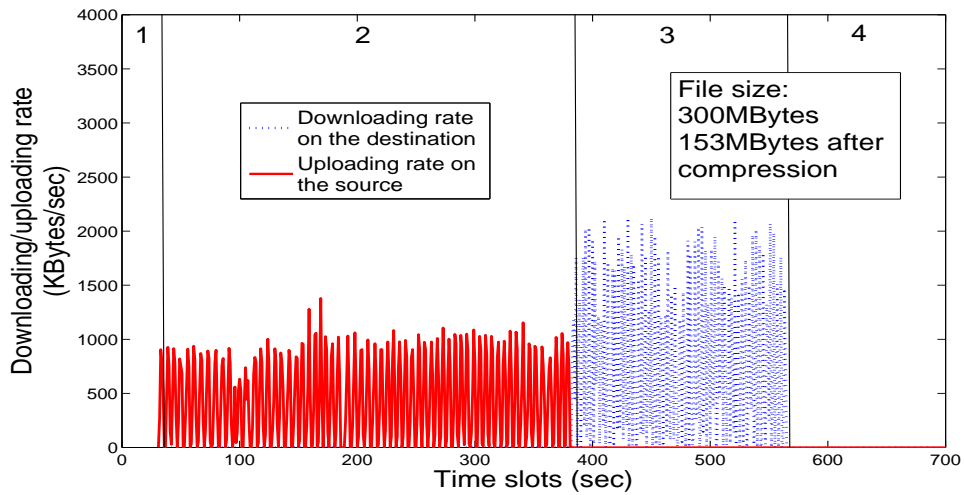 1 2 3 4
4000
3500
3000
2500
2000
1500
1000
500
0
Downloading/uploading rate
(KBytes/sec)
Downloading rate
on the destination
Uploading rate on
the source
File size:
300MBytes
153MBytes after
compression
0 100 200 300 400 500 600 700
Time slots (sec)